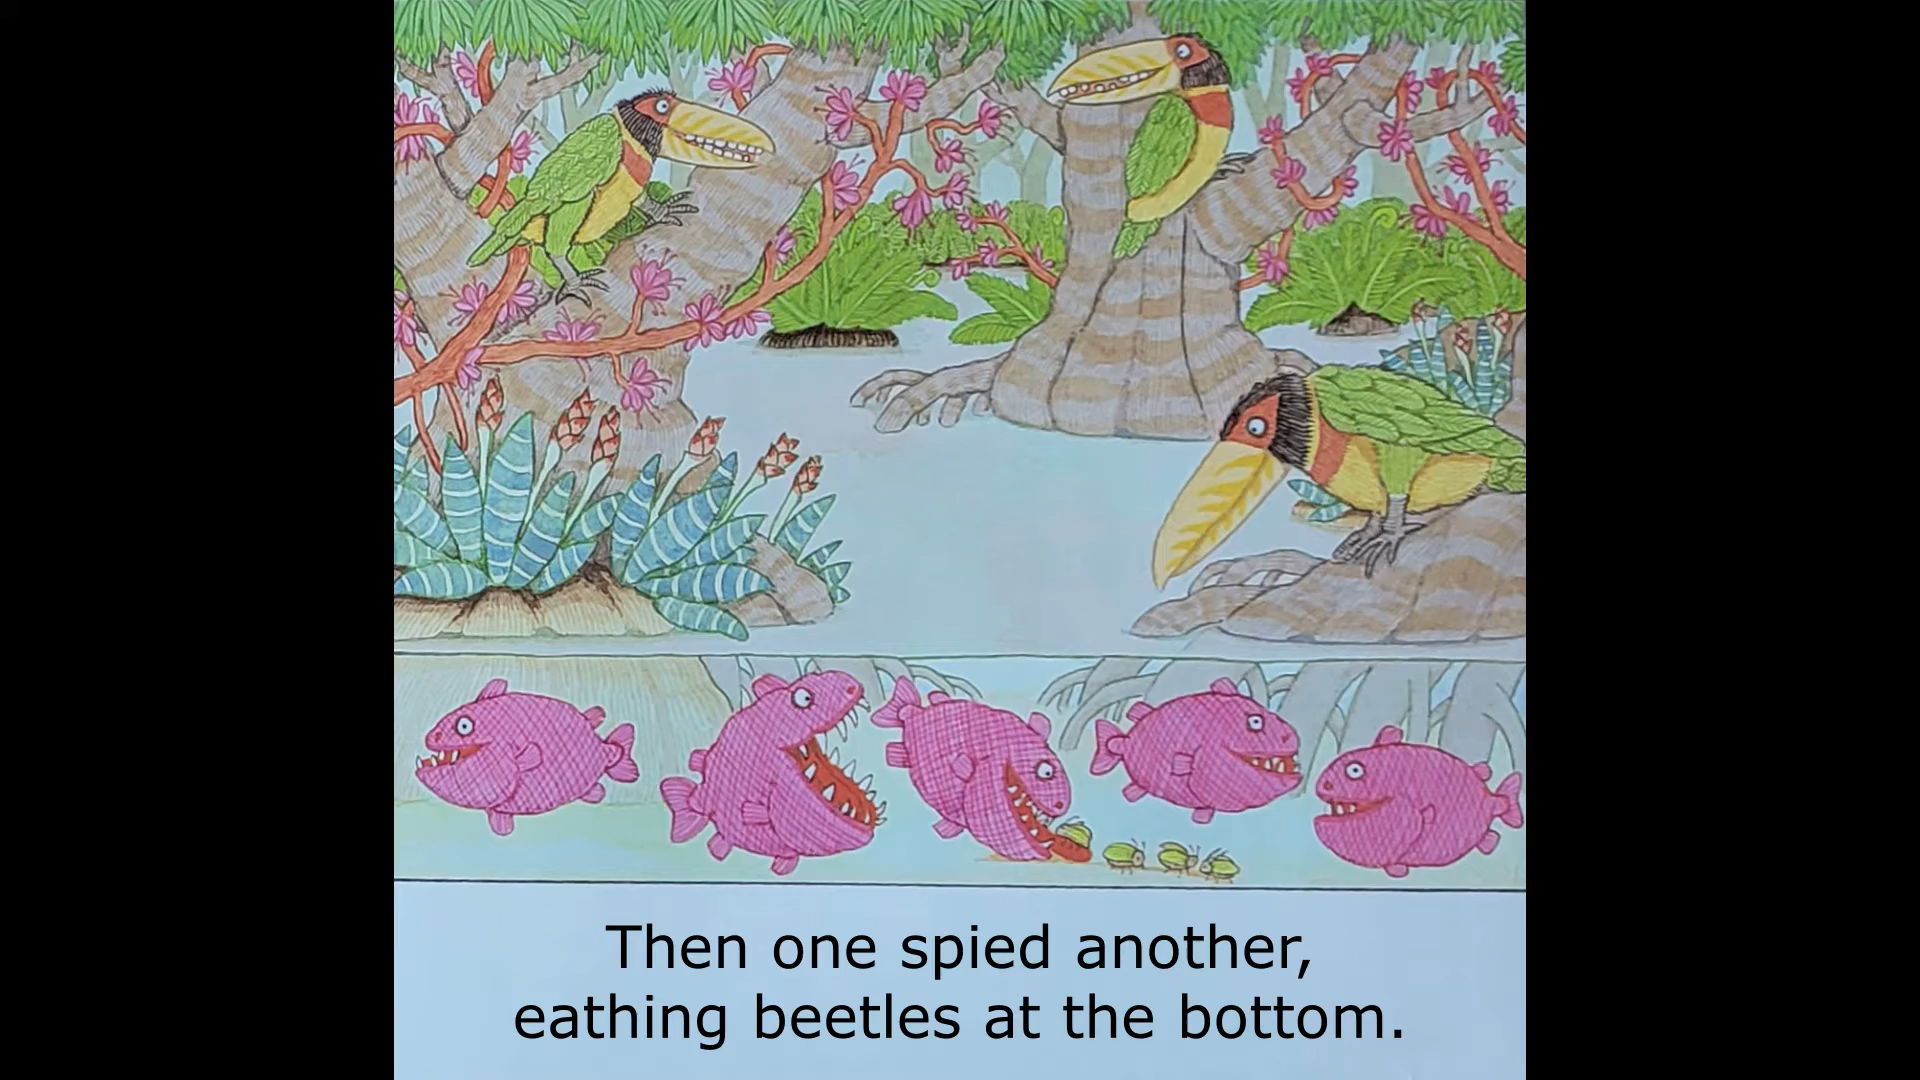 Then one spied another,
eathing beetles at the bottom.